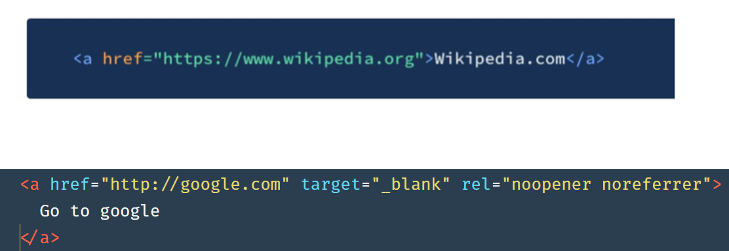 <a href="https://www.wikipedia.org">Wikipedia.com</a>
<a href="http://google.com" target="_blank" rel="noopener noreferrer">
Go to google
</a>